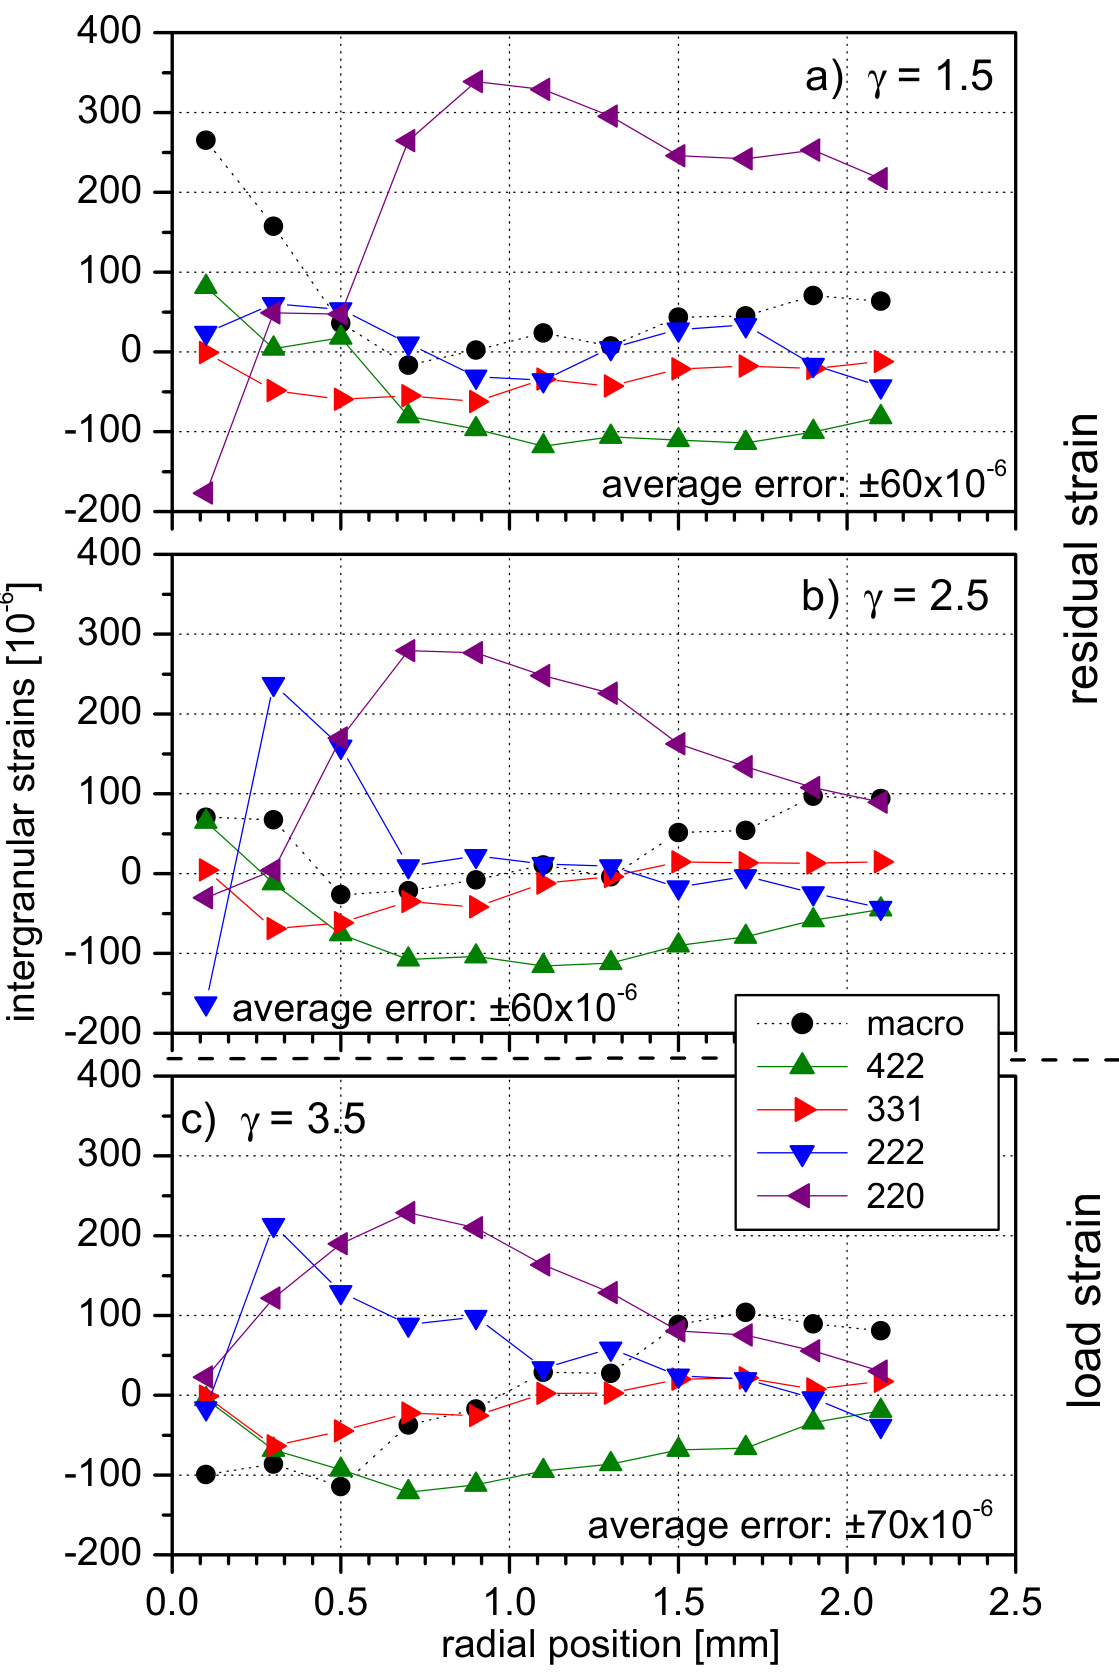 400
300
200
100
0
-100
-200
a) γ = 1.5
average error: ±60x10⁻⁶
400
300
200
100
0
-100
-200
b) γ = 2.5
average error: ±60x10⁻⁶
residual strain
intergranular strains [10⁻⁶]
macro
422
331
222
220
400
300
200
100
0
-100
-200
c) γ = 3.5
average error: ±70x10⁻⁶
load strain
0.0 0.5 1.0 1.5 2.0 2.5
radial position [mm]